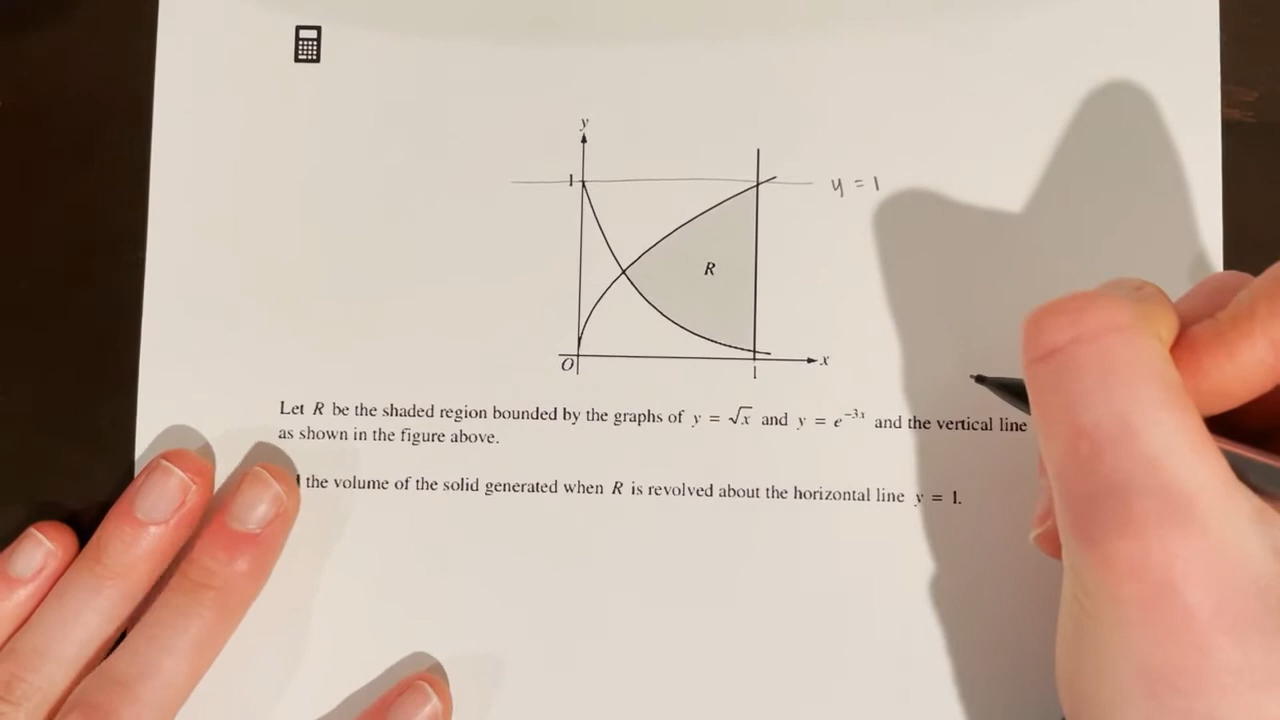 y
1
y = 1
R
O
1
x
Let R be the shaded region bounded by the graphs of y = √x and y = e^{-3x} and the vertical line
as shown in the figure above.
the volume of the solid generated when R is revolved about the horizontal line y = 1.